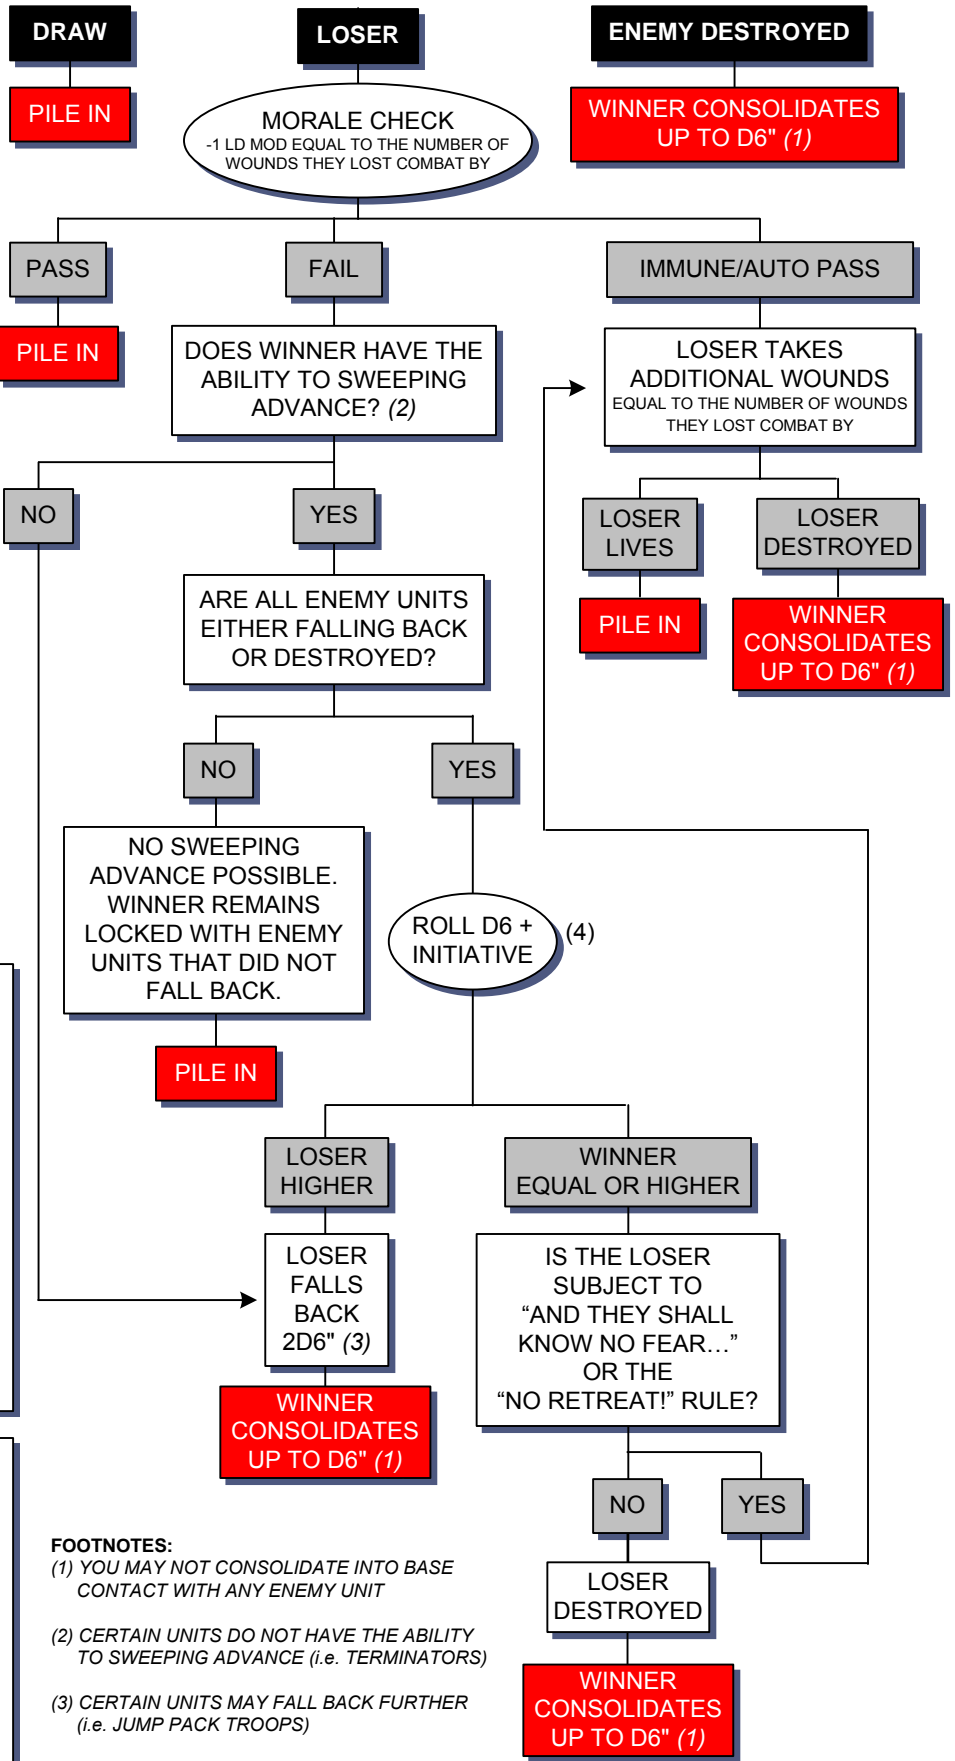 DRAW
PILE IN
LOSER
MORALE CHECK
-1 LD MOD EQUAL TO THE NUMBER OF
WOUNDS THEY LOST COMBAT BY
ENEMY DESTROYED
WINNER CONSOLIDATES
UP TO D6" (1)
PASS
PILE IN
FAIL
DOES WINNER HAVE THE
ABILITY TO SWEEPING
ADVANCE? (2)
IMMUNE/AUTO PASS
LOSER TAKES
ADDITIONAL WOUNDS
EQUAL TO THE NUMBER OF WOUNDS
THEY LOST COMBAT BY
NO
YES
LOSER
LIVES
PILE IN
LOSER
DESTROYED
WINNER
CONSOLIDATES
UP TO D6" (1)
ARE ALL ENEMY UNITS
EITHER FALLING BACK
OR DESTROYED?
NO
YES
NO SWEEPING
ADVANCE POSSIBLE.
WINNER REMAINS
LOCKED WITH ENEMY
UNITS THAT DID NOT
FALL BACK.
PILE IN
ROLL D6 +
INITIATIVE
(4)
LOSER
HIGHER
WINNER
EQUAL OR HIGHER
LOSER
FALLS
BACK
2D6" (3)
WINNER
CONSOLIDATES
UP TO D6" (1)
IS THE LOSER
SUBJECT TO
“AND THEY SHALL
KNOW NO FEAR…”
OR THE
“NO RETREAT!” RULE?
NO
YES
LOSER
DESTROYED
WINNER
CONSOLIDATES
UP TO D6" (1)
FOOTNOTES:
(1) YOU MAY NOT CONSOLIDATE INTO BASE
CONTACT WITH ANY ENEMY UNIT
(2) CERTAIN UNITS DO NOT HAVE THE ABILITY
TO SWEEPING ADVANCE (i.e. TERMINATORS)
(3) CERTAIN UNITS MAY FALL BACK FURTHER
(i.e. JUMP PACK TROOPS)